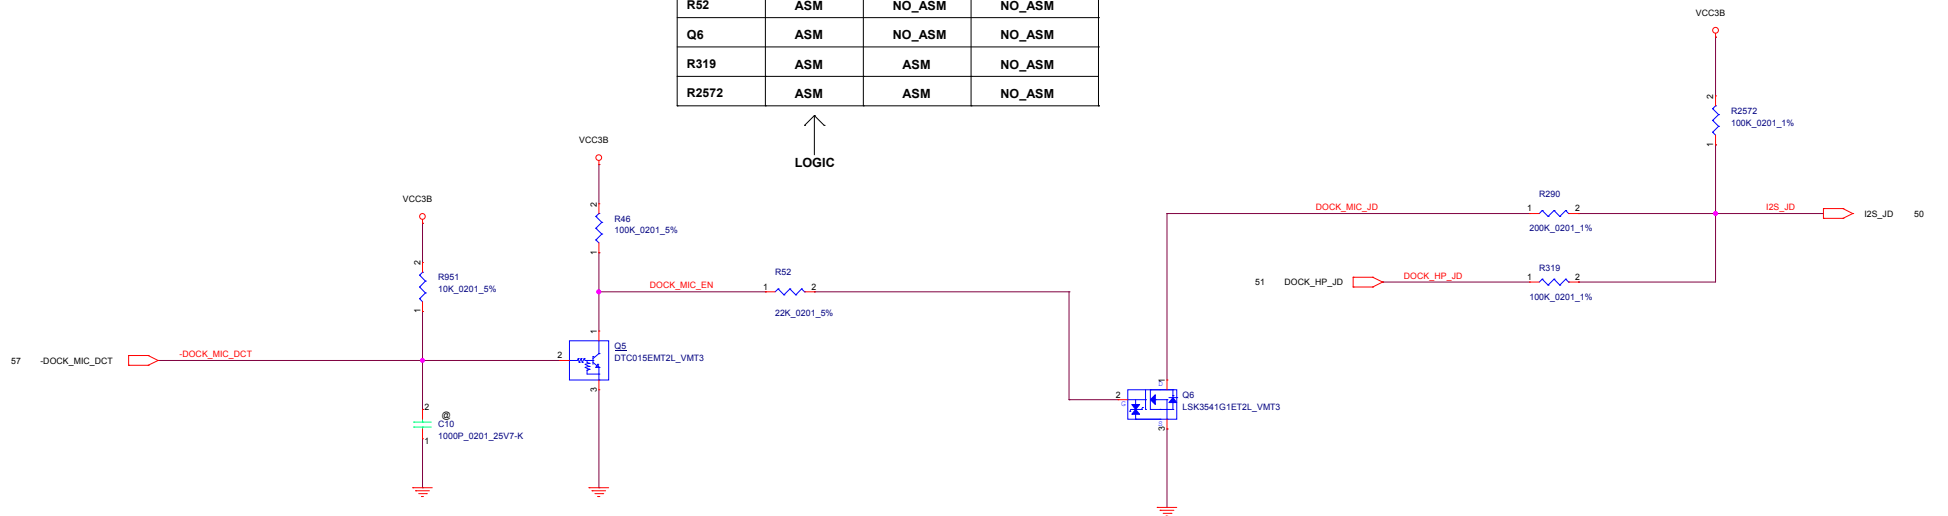 R52 ASM NO_ASM NO_ASM
Q6 ASM NO_ASM NO_ASM
R319 ASM ASM NO_ASM
R2572 ASM ASM NO_ASM
LOGIC
VCC3B
2
R2572
100K_0201_1%
1
VCC3B
2
R46
100K_0201_5%
1
VCC3B
2
R951
10K_0201_5%
1
DOCK_MIC_EN
R52
1 2
22K_0201_5%
DOCK_MIC_JD
R290
1 2
200K_0201_1%
I2S_JD
I2S_JD 50
51 DOCK_HP_JD
DOCK_HP_JD
R319
1 2
100K_0201_1%
57 -DOCK_MIC_DCT
-DOCK_MIC_DCT
2
1
Q5
DTC015EMT2L_VMT3
3
2
@
C10
1000P_0201_25V7-K
1
2
1
Q6
LSK3541G1ET2L_VMT3
3